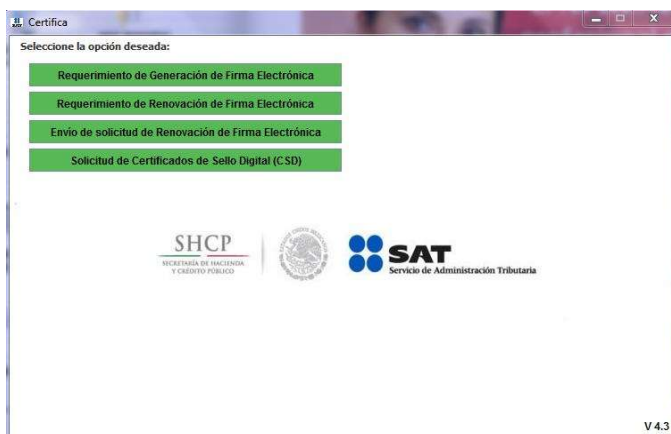 Certifica
Seleccione la opción deseada:
Requerimiento de Generación de Firma Electrónica
Requerimiento de Renovación de Firma Electrónica
Envío de solicitud de Renovación de Firma Electrónica
Solicitud de Certificados de Sello Digital (CSD)
SHCP
SECRETARÍA DE HACIENDA
Y CRÉDITO PÚBLICO
SAT
Servicio de Administración Tributaria
V 4.3